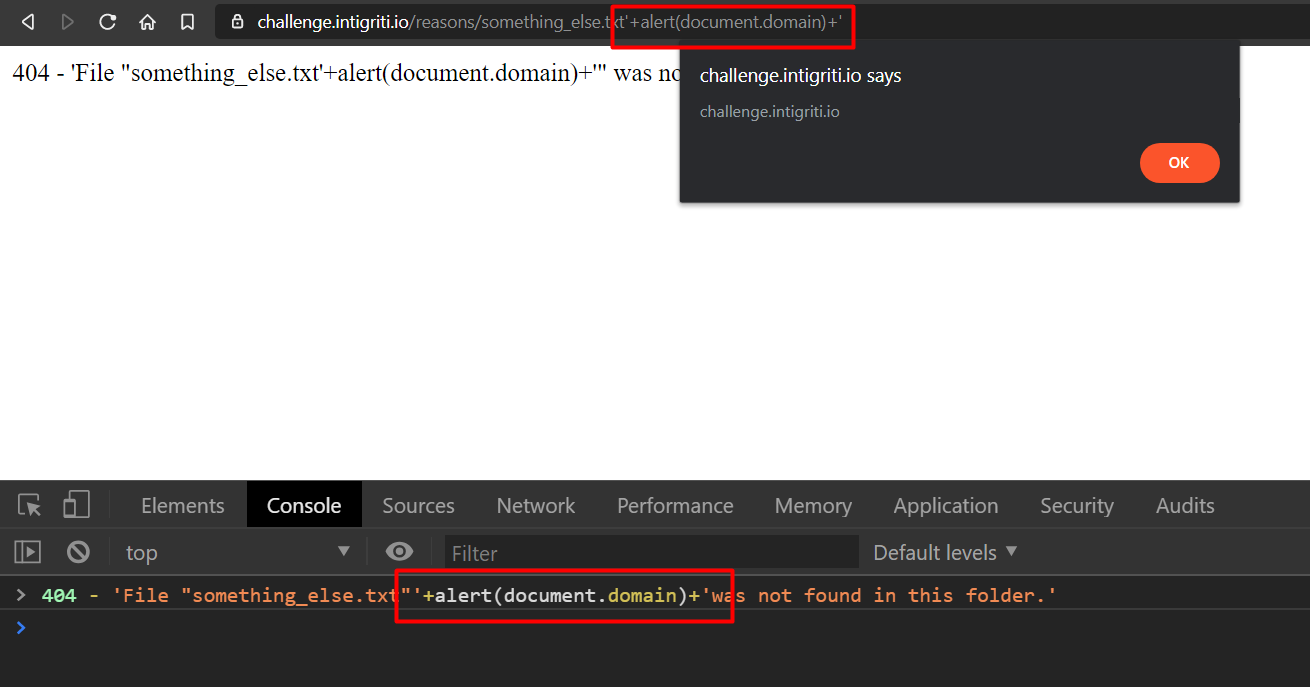 challenge.intigriti.io/reasons/something_else.txt'+alert(document.domain)+'
404 - 'File "something_else.txt'+alert(document.domain)+'" was no
challenge.intigriti.io says
challenge.intigriti.io
OK
Elements Console Sources Network Performance Memory Application Security Audits
top Filter Default levels
> 404 - 'File "something_else.txt"'+alert(document.domain)+'was not found in this folder.'
>